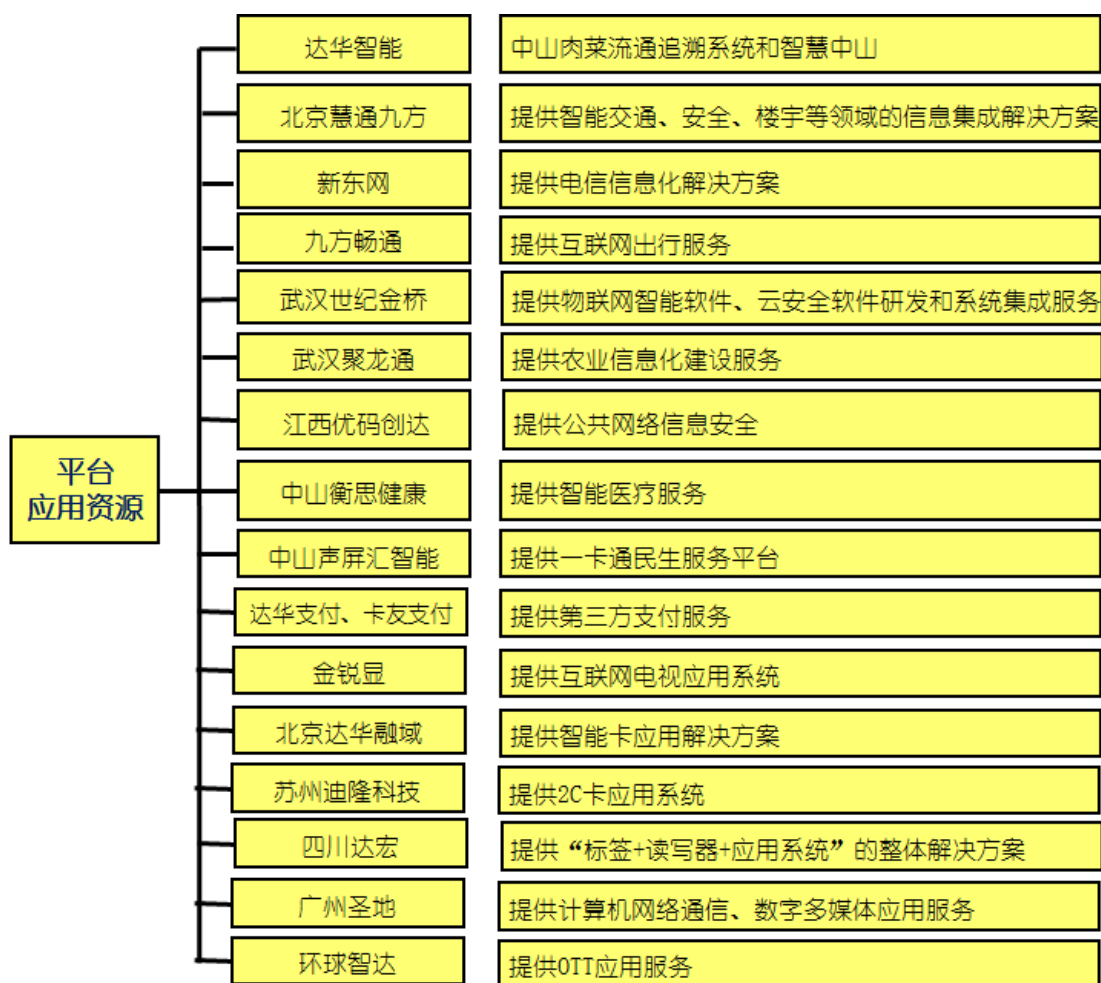 达华智能
中山肉菜流通追溯系统和智慧中山
北京慧通九方
提供智能交通、安全、楼宇等领域的信息集成解决方案
新东网
提供电信信息化解决方案
九方畅通
提供互联网出行服务
武汉世纪金桥
提供物联网智能软件、云安全软件研发和系统集成服务
武汉聚龙通
提供农业信息化建设服务
江西优码创达
提供公共网络信息安全
平台
应用资源
中山衡思健康
提供智能医疗服务
中山声屏汇智能
提供一卡通民生服务平台
达华支付、卡友支付
提供第三方支付服务
金锐显
提供互联网电视应用系统
北京达华融域
提供智能卡应用解决方案
苏州迪隆科技
提供2C卡应用系统
四川达宏
提供“标签+读写器+应用系统”的整体解决方案
广州圣地
提供计算机网络通信、数字多媒体应用服务
环球智达
提供OTT应用服务